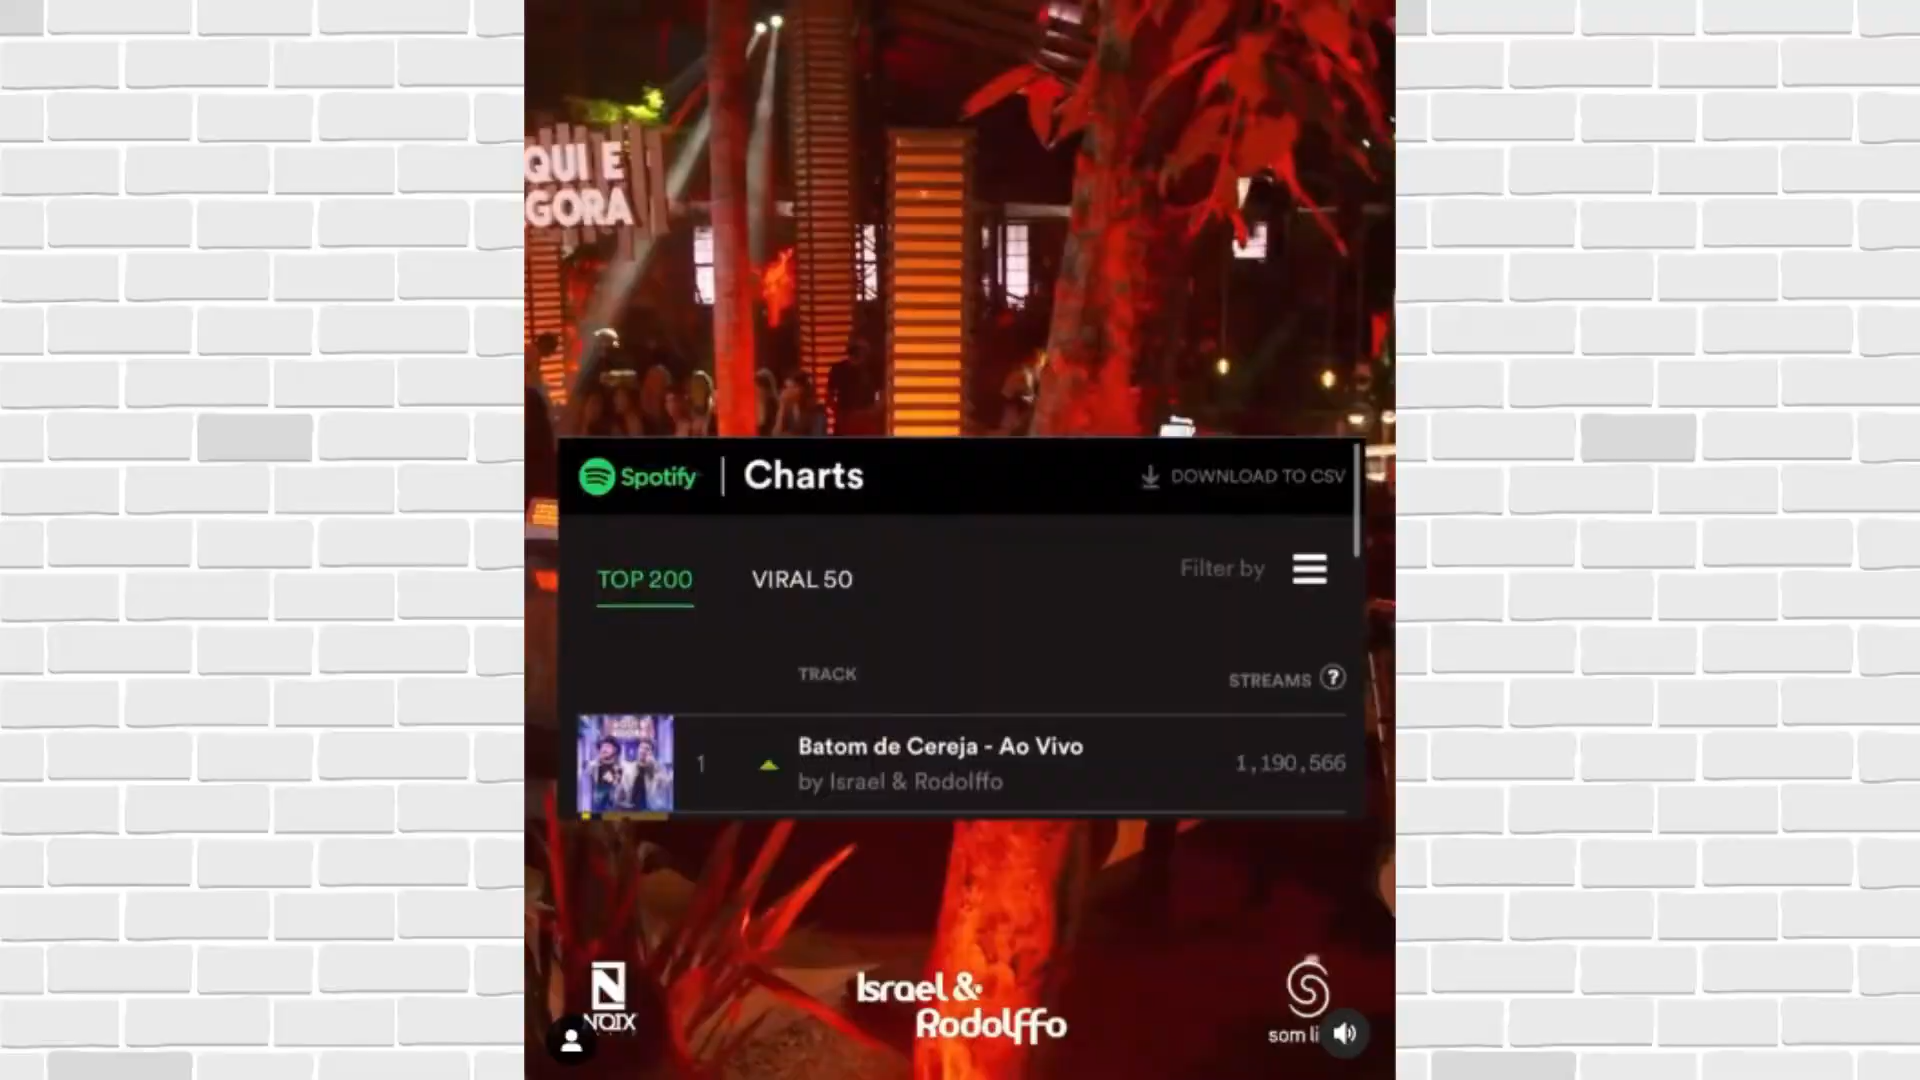 QUI E
GORA
Spotify | Charts
DOWNLOAD TO CSV
TOP 200
VIRAL 50
Filter by
TRACK
STREAMS ?
1
Batom de Cereja - Ao Vivo
1,190,566
by Israel & Rodolffo
NOIX
Israel &
Rodolffo
som li